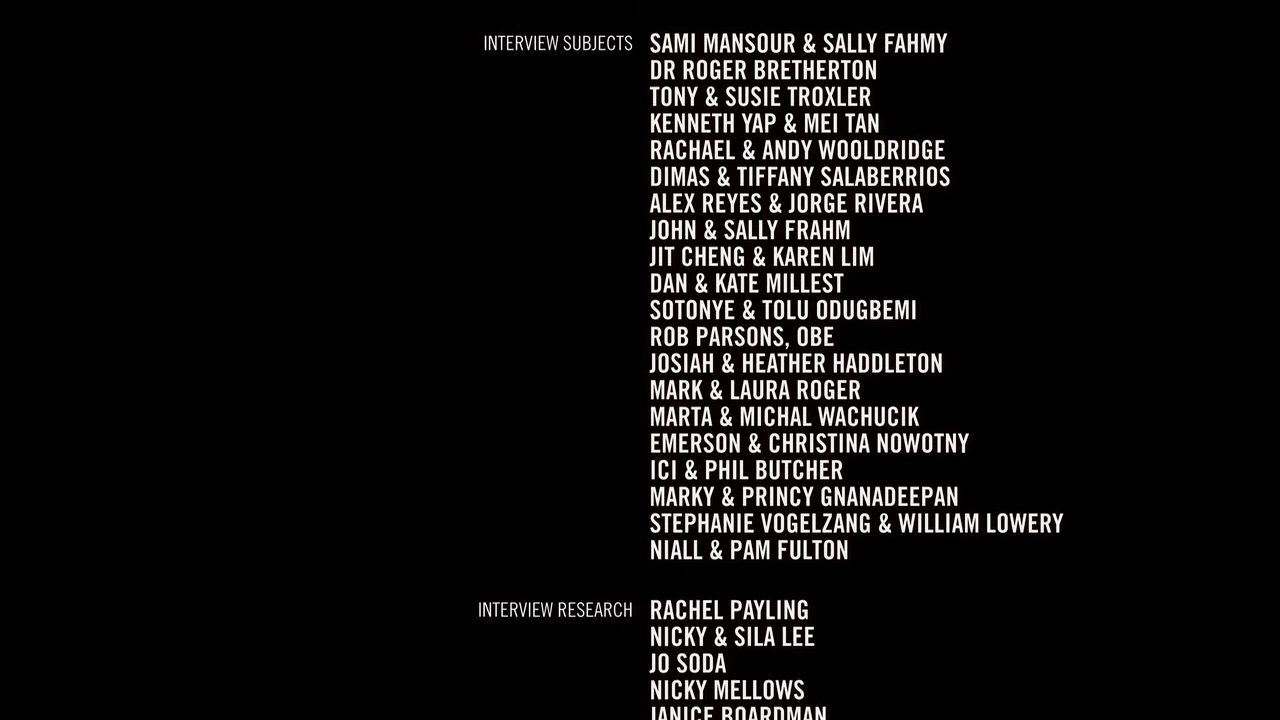 INTERVIEW SUBJECTS SAMI MANSOUR & SALLY FAHMY
DR ROGER BRETHERTON
TONY & SUSIE TROXLER
KENNETH YAP & MEI TAN
RACHAEL & ANDY WOOLDRIDGE
DIMAS & TIFFANY SALABERRIOS
ALEX REYES & JORGE RIVERA
JOHN & SALLY FRAHM
JIT CHENG & KAREN LIM
DAN & KATE MILLEST
SOTONYE & TOLU ODUGBEMI
ROB PARSONS, OBE
JOSIAH & HEATHER HADDLETON
MARK & LAURA ROGER
MARTA & MICHAL WACHUCIK
EMERSON & CHRISTINA NOWOTNY
ICI & PHIL BUTCHER
MARKY & PRINCY GNANADEEPAN
STEPHANIE VOGELZANG & WILLIAM LOWERY
NIALL & PAM FULTON
INTERVIEW RESEARCH RACHEL PAYLING
NICKY & SILA LEE
JO SODA
NICKY MELLOWS
JANICE BOARDMAN